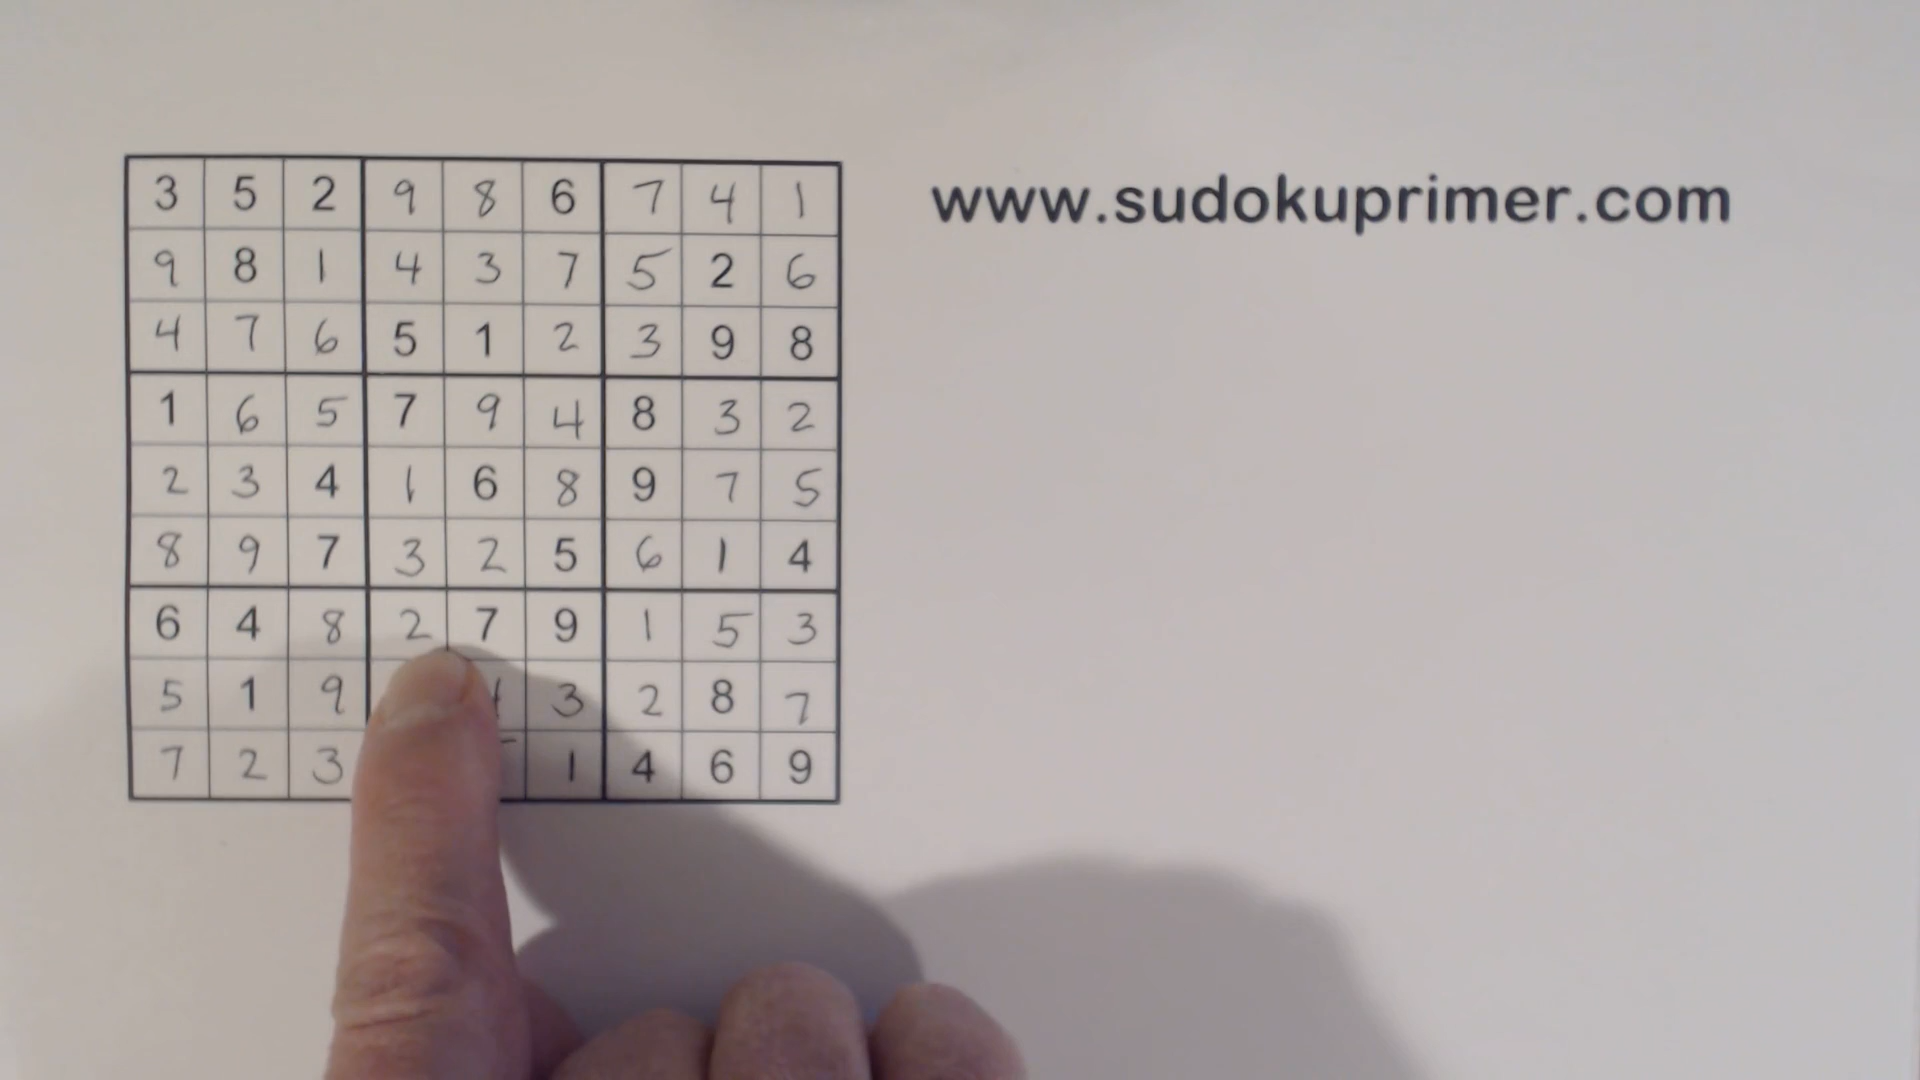 www.sudokuprimer.com
3 5 2 9 8 6 7 4 1
9 8 1 4 3 7 5 2 6
4 7 6 5 1 2 3 9 8
1 6 5 7 9 4 8 3 2
2 3 4 1 6 8 9 7 5
8 9 7 3 2 5 6 1 4
6 4 8 2 7 9 1 5 3
5 1 9 3 2 8 7
7 2 3 1 4 6 9